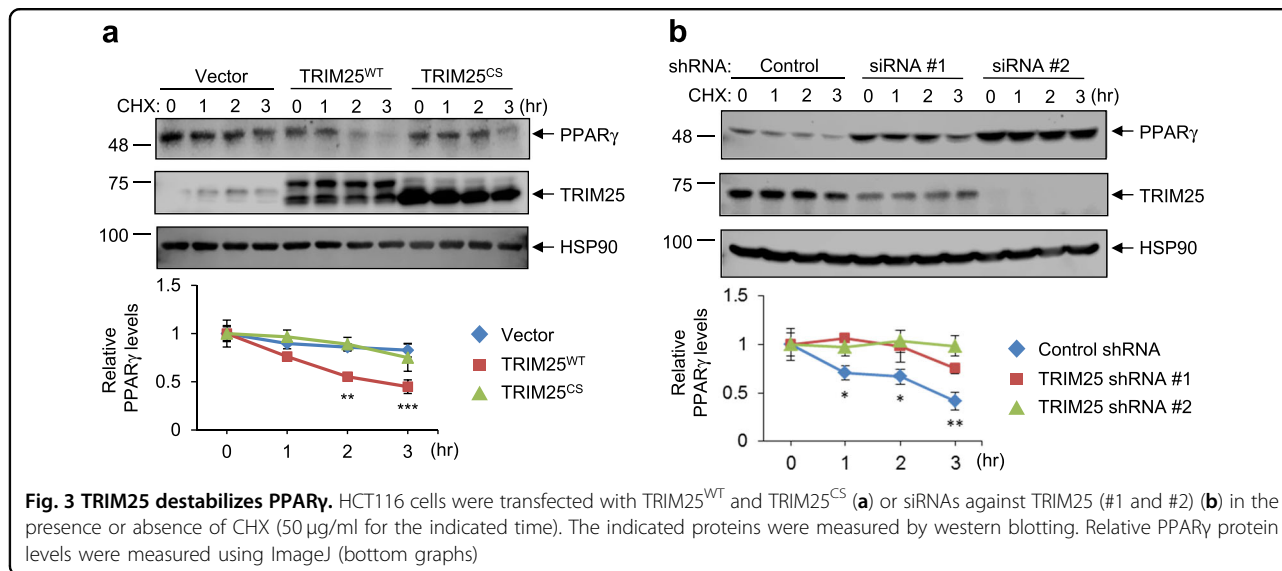 a
Vector TRIM25WT TRIM25CS
CHX: 0 1 2 3 0 1 2 3 0 1 2 3 (hr)
48 PPARγ
75 TRIM25
100 HSP90
Relative PPARγ levels
1.5
1
0.5
1
0 1 2 3 (hr)
** ***
Vector
TRIM25WT
TRIM25CS
b
shRNA: Control siRNA #1 siRNA #2
CHX: 0 1 2 3 0 1 2 3 0 1 2 3 (hr)
48 PPARγ
75 TRIM25
100 HSP90
Relative PPARγ levels
1.5
1
0.5
0
0 1 2 3 (hr)
* * **
Control shRNA
TRIM25 shRNA #1
TRIM25 shRNA #2
Fig. 3 TRIM25 destabilizes PPARγ. HCT116 cells were transfected with TRIM25WT and TRIM25CS (a) or siRNAs against TRIM25 (#1 and #2) (b) in the
presence or absence of CHX (50 μg/ml for the indicated time). The indicated proteins were measured by western blotting. Relative PPARγ protein
levels were measured using ImageJ (bottom graphs)